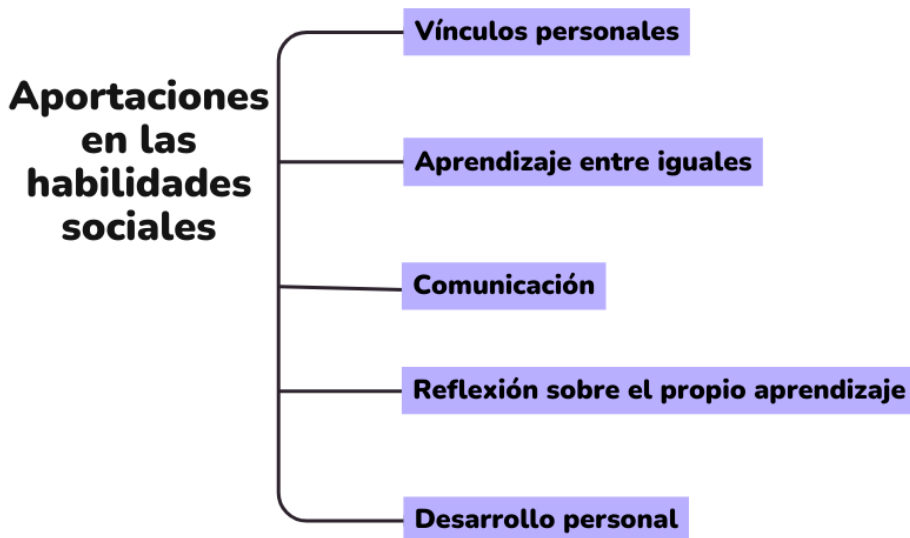 Aportaciones
en las
habilidades
sociales
Vínculos personales
Aprendizaje entre iguales
Comunicación
Reflexión sobre el propio aprendizaje
Desarrollo personal